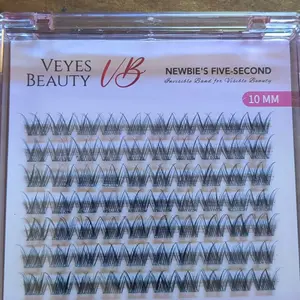 VEYES
BEAUTY
VB
NEWBIE'S FIVE-SECOND
Invisible Band for Visible Beauty
10 MM